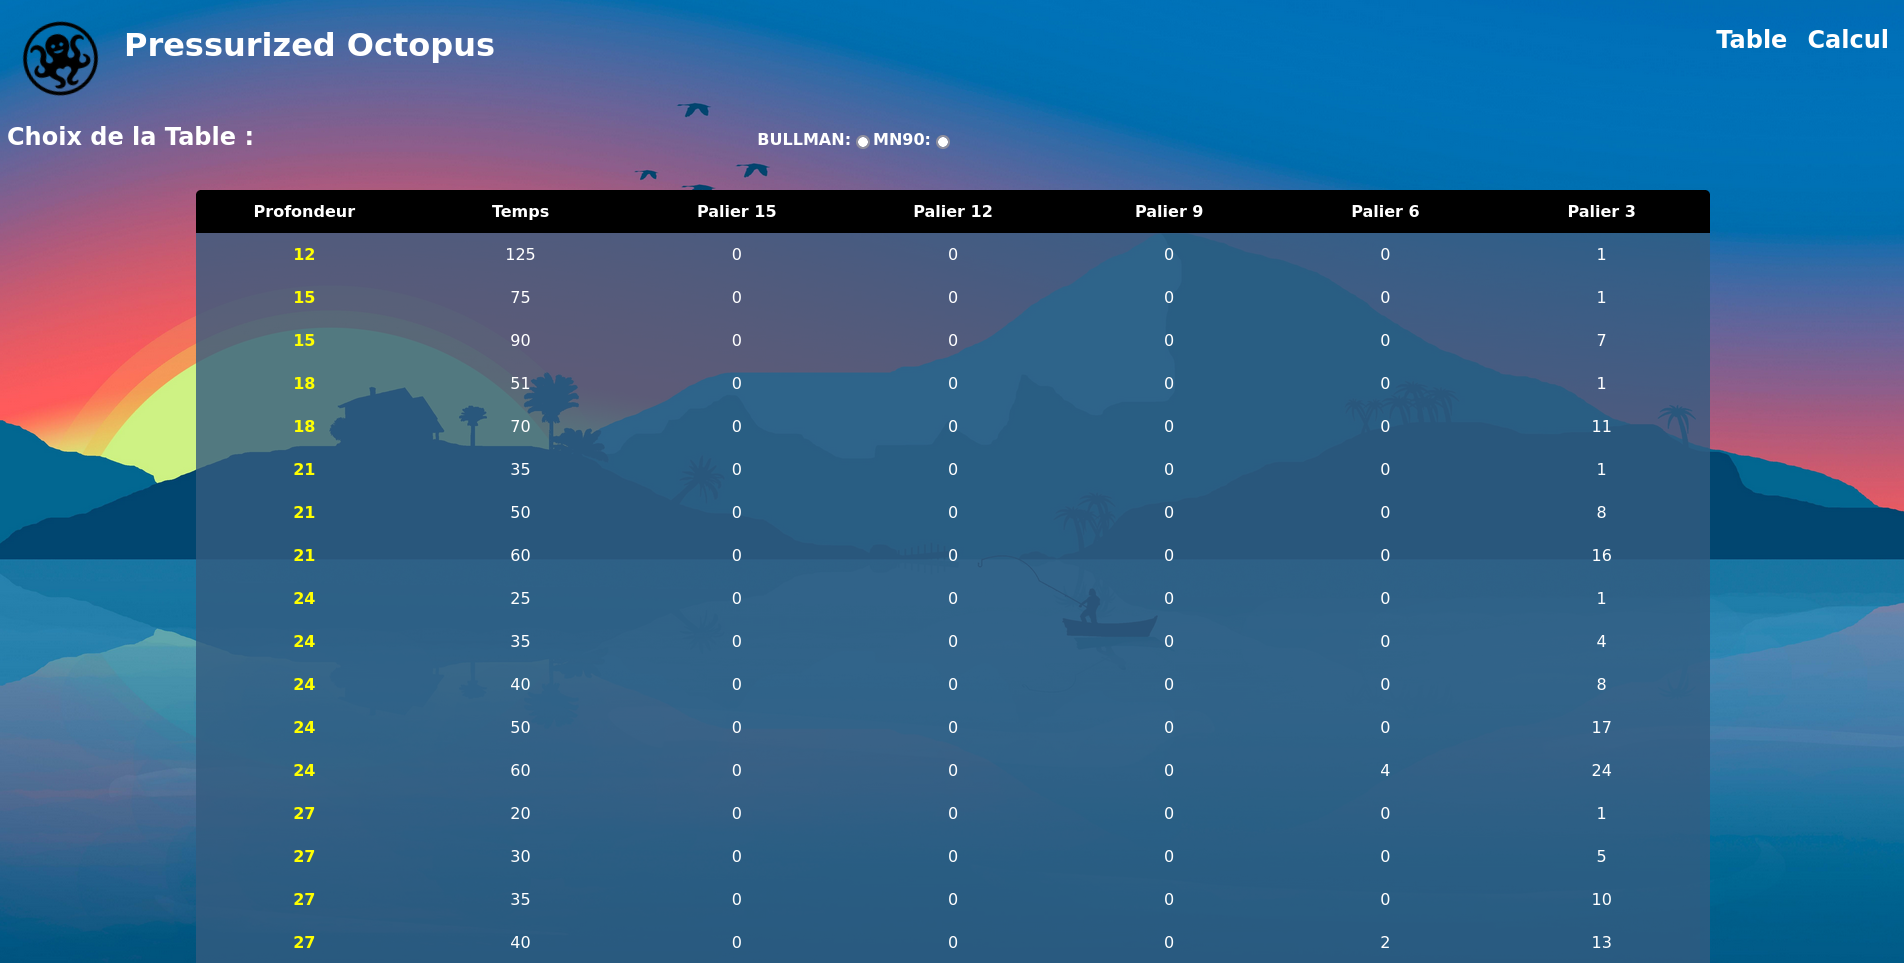 Pressurized Octopus
Table Calcul
Choix de la Table :
BULLMAN: MN90:
Profondeur Temps Palier 15 Palier 12 Palier 9 Palier 6 Palier 3
12 125 0 0 0 0 1
15 75 0 0 0 0 1
15 90 0 0 0 0 7
18 51 0 0 0 0 1
18 70 0 0 0 0 11
21 35 0 0 0 0 1
21 50 0 0 0 0 8
21 60 0 0 0 0 16
24 25 0 0 0 0 1
24 35 0 0 0 0 4
24 40 0 0 0 0 8
24 50 0 0 0 0 17
24 60 0 0 0 4 24
27 20 0 0 0 0 1
27 30 0 0 0 0 5
27 35 0 0 0 0 10
27 40 0 0 0 2 13